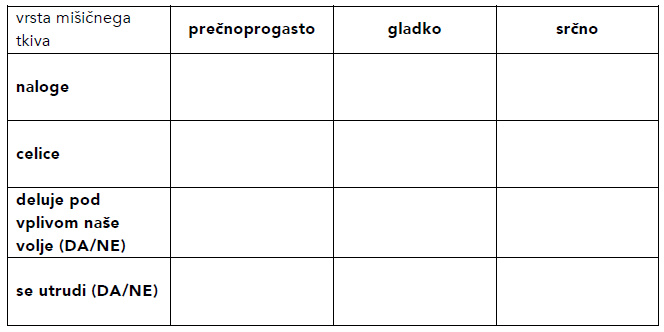 vrsta mišičnega
tkiva
prečnoprogasto
gladko
srčno
naloge
celice
deluje pod
vplivom naše
volje (DA/NE)
se utrudi (DA/NE)